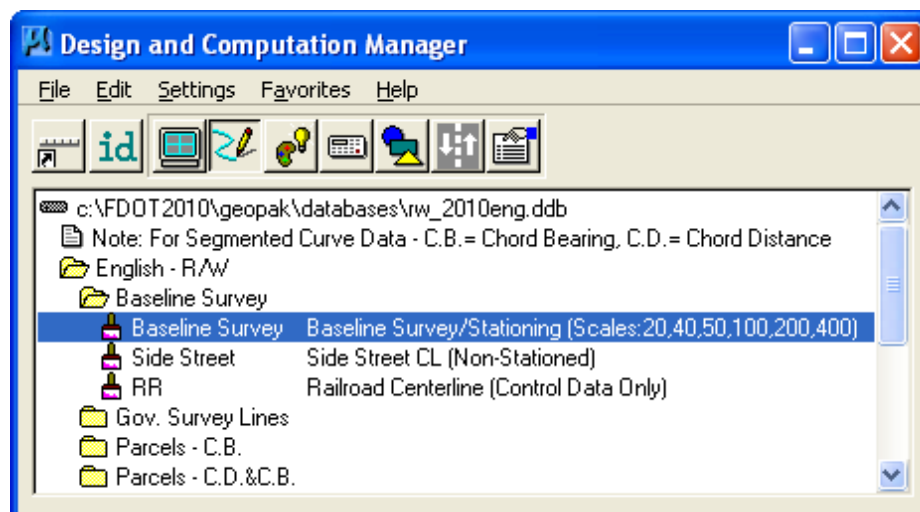 Design and Computation Manager
File Edit Settings Favorites Help
id
c:\FDOT2010\geopak\databases\rw_2010eng.ddb
Note: For Segmented Curve Data - C.B.= Chord Bearing, C.D.= Chord Distance
English - R/W
Baseline Survey
Baseline Survey Baseline Survey/Stationing (Scales:20,40,50,100,200,400)
Side Street Side Street CL (Non-Stationed)
RR Railroad Centerline (Control Data Only)
Gov. Survey Lines
Parcels - C.B.
Parcels - C.D.&C.B.